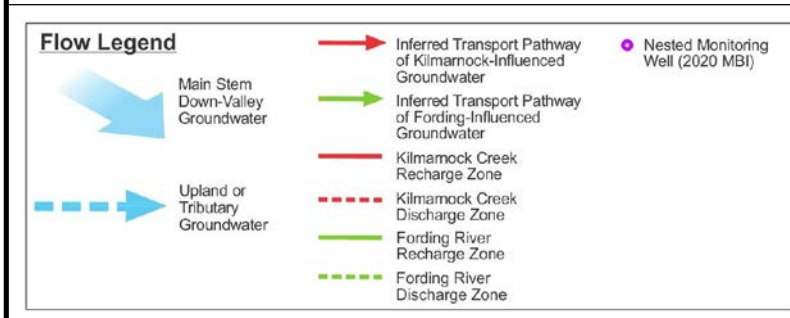 Flow Legend
Main Stem
Down-Valley
Groundwater
Upland or
Tributary
Groundwater
Inferred Transport Pathway
of Kilmarnock-Influenced
Groundwater
Inferred Transport Pathway
of Fording-Influenced
Groundwater
Kilmarnock Creek
Recharge Zone
Kilmarnock Creek
Discharge Zone
Fording River
Recharge Zone
Fording River
Discharge Zone
Nested Monitoring
Well (2020 MBI)